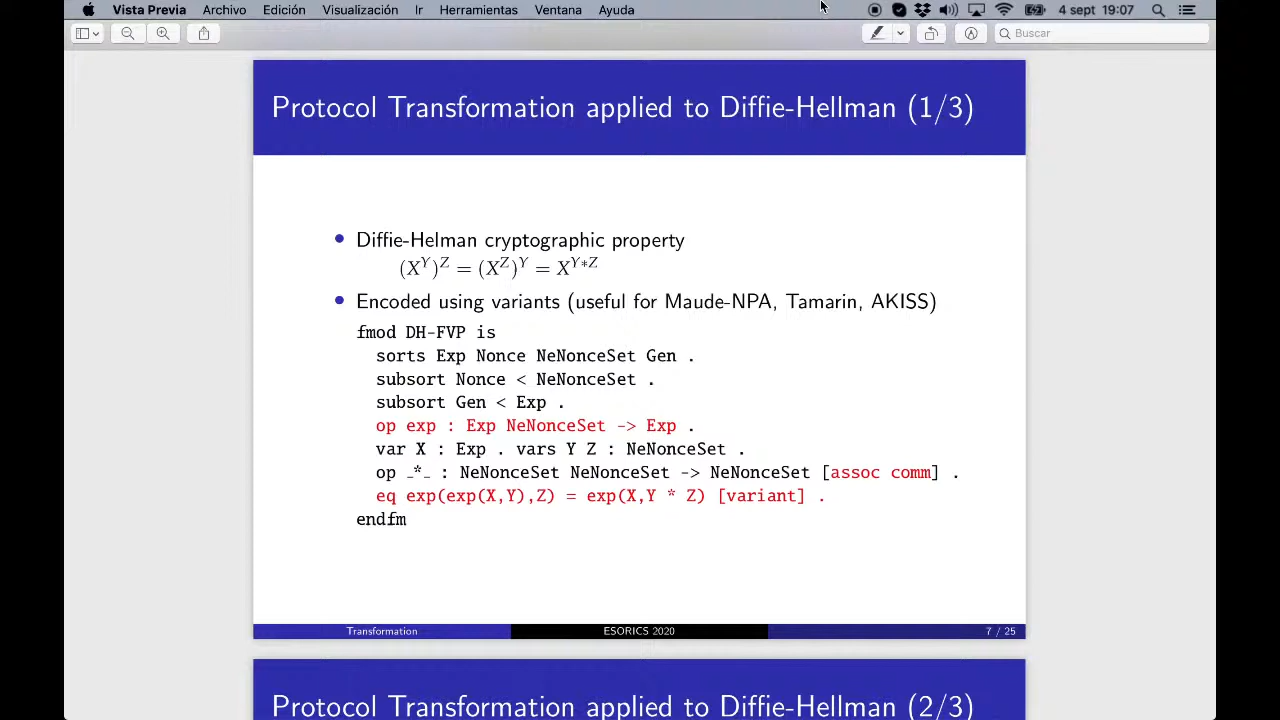 Vista Previa Archivo Edición Visualización Ir Herramientas Ventana Ayuda 4 sept 19:07
Buscar
Protocol Transformation applied to Diffie-Hellman (1/3)
• Diffie-Helman cryptographic property
(X^Y)^Z = (X^Z)^Y = X^{Y*Z}
• Encoded using variants (useful for Maude-NPA, Tamarin, AKISS)
fmod DH-FVP is
sorts Exp Nonce NeNonceSet Gen .
subsort Nonce < NeNonceSet .
subsort Gen < Exp .
op exp : Exp NeNonceSet -> Exp .
var X : Exp . vars Y Z : NeNonceSet .
op _*_ : NeNonceSet NeNonceSet -> NeNonceSet [assoc comm] .
eq exp(exp(X,Y),Z) = exp(X,Y * Z) [variant] .
endfm
Transformation ESORICS 2020 7 / 25
Protocol Transformation applied to Diffie-Hellman (2/3)